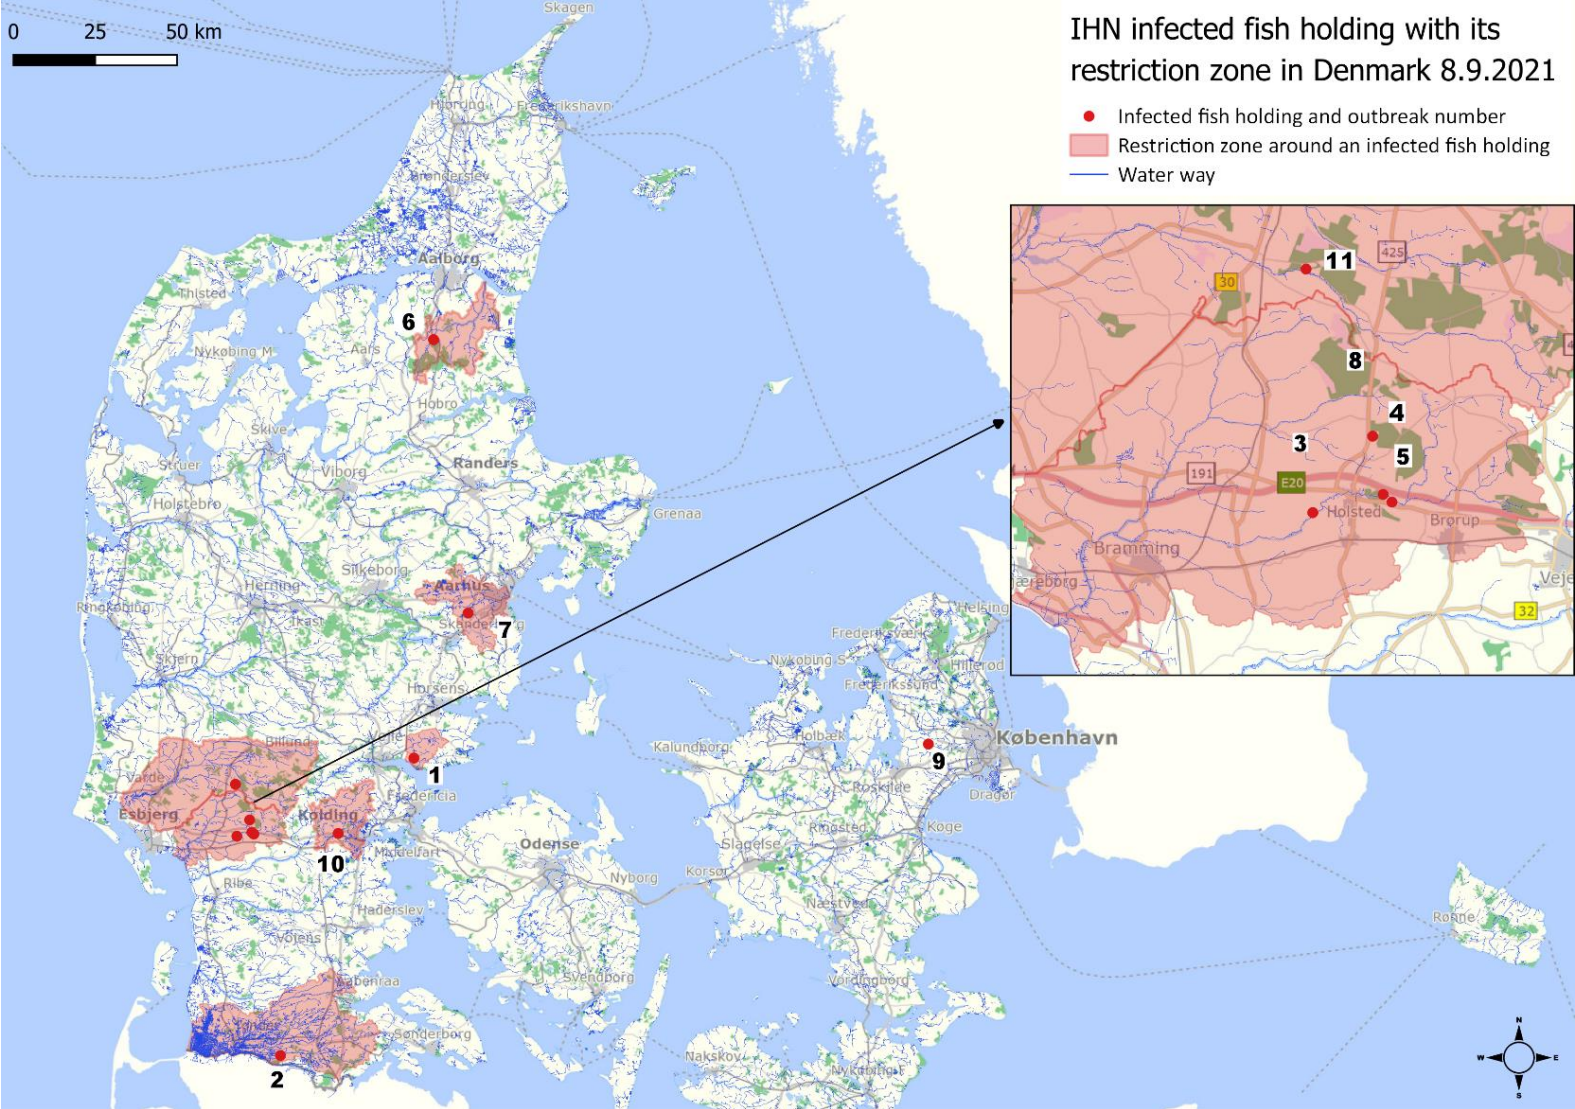 IHN infected fish holding with its
restriction zone in Denmark 8.9.2021
Infected fish holding and outbreak number
Restriction zone around an infected fish holding
Water way
0 25 50 km
Skagen
Hjørring
Frederikshavn
Brønderslev
Aalborg
Thisted
6
Nykøbing M
Aars
Hobro
Skive
Struer
Viborg
Randers
Holstebro
Grenaa
Silkeborg
Herning
Aarhus
Ringkøbing
Ikast
7
Skjern
Horsens
Billund
1
Varde
Fredericia
Esbjerg
Kolding
10
Middelfart
Ribe
Haderslev
Vojens
Aabenraa
Sønderborg
2
Odense
Nyborg
Svendborg
Helsing
Frederiksværk
Nykøbing S
Hillerød
Frederikssund
København
Kalundborg
Holbæk
9
Roskilde
Dragør
Ringsted
Køge
Slagelse
Korsør
Næstved
Vordingborg
Nakskov
Nykøbing F
Rønne
11
425
30
8
4
3
5
191
E20
Holsted
Brørup
Bramming
jæreborg
Veje
32
N
W E
S